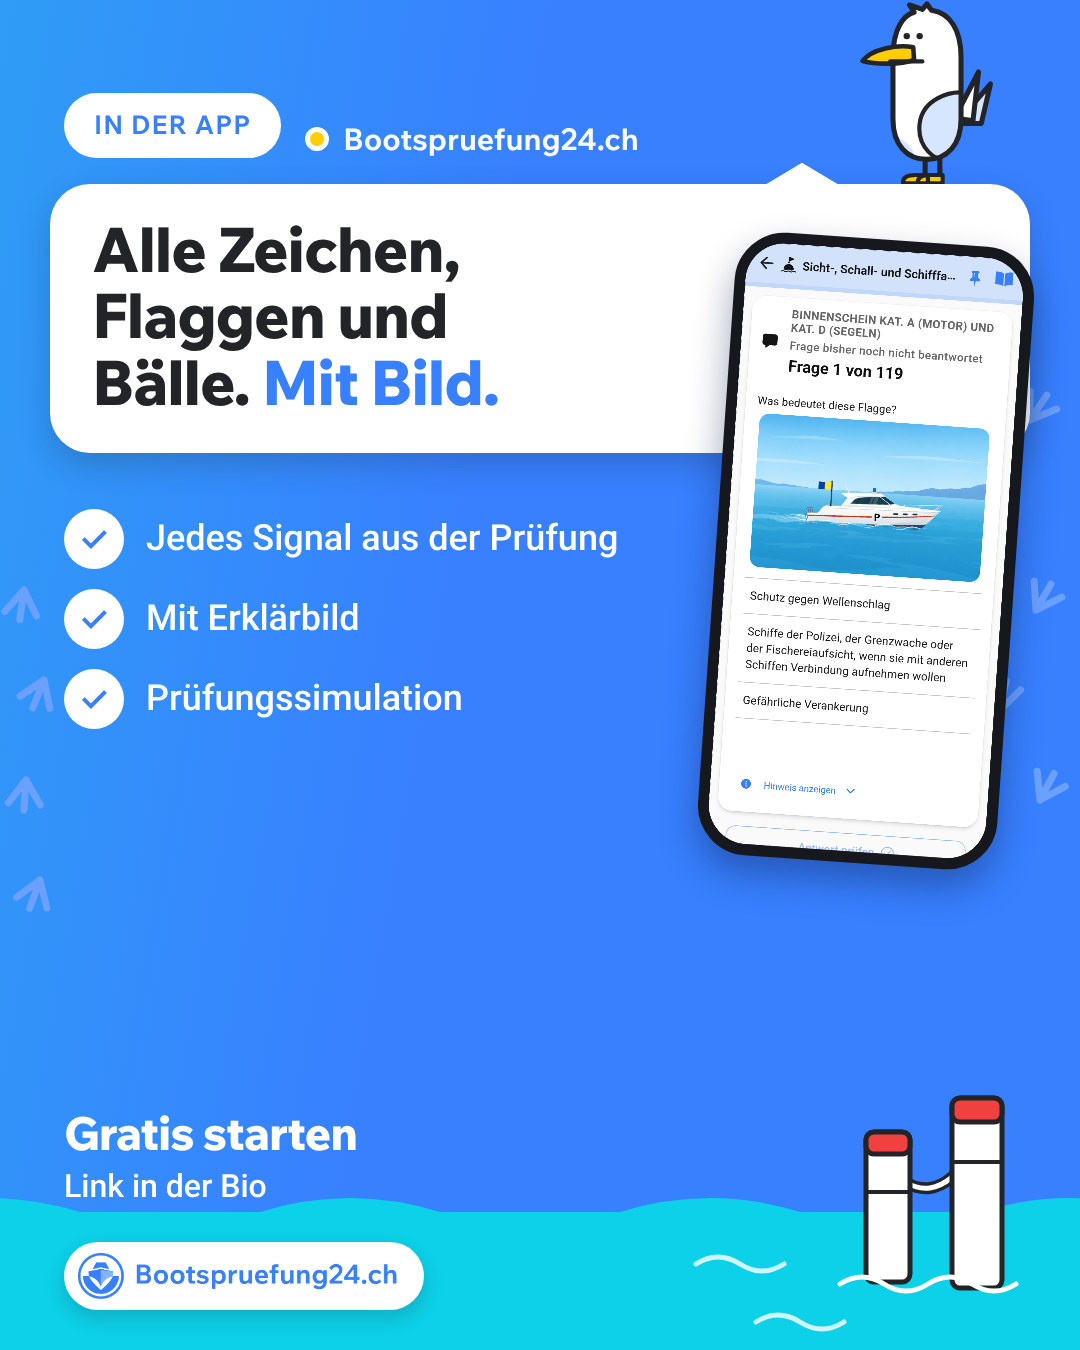 IN DER APP
Bootspruefung24.ch
Alle Zeichen,
Flaggen und
Bälle. Mit Bild.
Jedes Signal aus der Prüfung
Mit Erklärbild
Prüfungssimulation
Sicht-, Schall- und Schifffa...
BINNENSCHEIN KAT. A (MOTOR) UND
KAT. D (SEGELN)
Frage bisher noch nicht beantwortet
Frage 1 von 119
Was bedeutet diese Flagge?
P
Schutz gegen Wellenschlag
Schiffe der Polizei, der Grenzwache oder
der Fischereiaufsicht, wenn sie mit anderen
Schiffen Verbindung aufnehmen wollen
Gefährliche Verankerung
Hinweis anzeigen
Antwort prüfen
Gratis starten
Link in der Bio
Bootspruefung24.ch